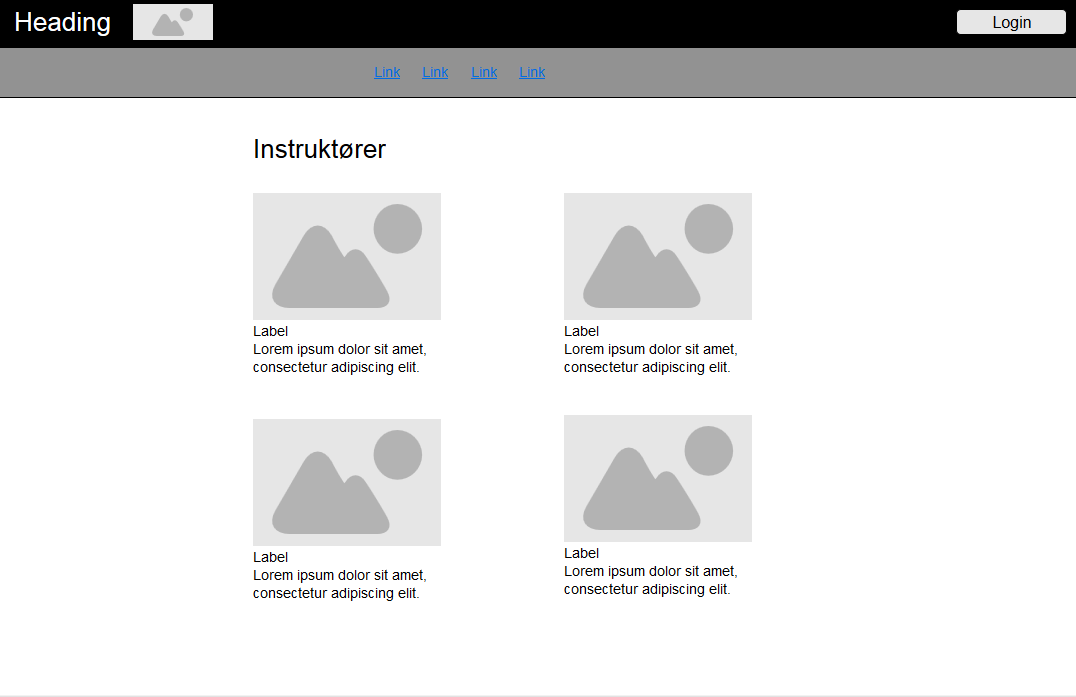 Heading
Login
Link Link Link Link
Instruktører
Label
Lorem ipsum dolor sit amet,
consectetur adipiscing elit.
Label
Lorem ipsum dolor sit amet,
consectetur adipiscing elit.
Label
Lorem ipsum dolor sit amet,
consectetur adipiscing elit.
Label
Lorem ipsum dolor sit amet,
consectetur adipiscing elit.